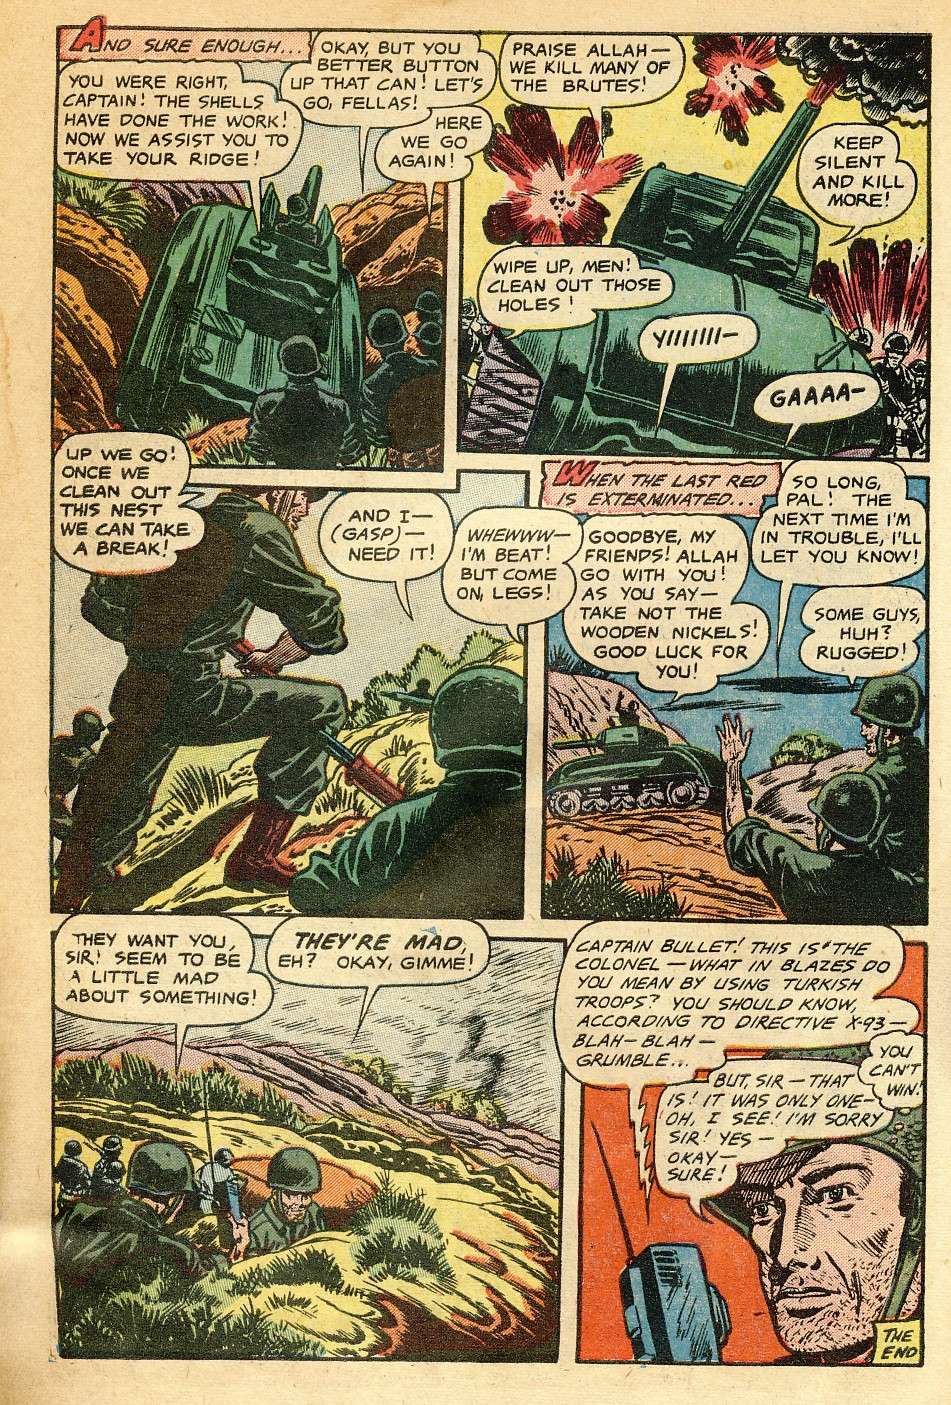 AND SURE ENOUGH...
YOU WERE RIGHT,
CAPTAIN! THE SHELLS
HAVE DONE THE WORK!
NOW WE ASSIST YOU TO
TAKE YOUR RIDGE!
OKAY, BUT YOU
BETTER BUTTON
UP THAT CAN! LET'S
GO, FELLAS!
HERE
WE GO
AGAIN!
PRAISE ALLAH—
WE KILL MANY OF
THE BRUTES!
KEEP
SILENT
AND KILL
MORE!
WIPE UP, MEN!
CLEAN OUT THOSE
HOLES!
YIIIIIII—
GAAAA—
UP WE GO!
ONCE WE
CLEAN OUT
THIS NEST
WE CAN TAKE
A BREAK!
AND I—
(GASP)—
NEED IT!
WHEWWW—
I'M BEAT!
BUT COME
ON, LEGS!
WHEN THE LAST RED
IS EXTERMINATED...
GOODBYE, MY
FRIENDS! ALLAH
GO WITH YOU!
AS YOU SAY—
TAKE NOT THE
WOODEN NICKELS!
GOOD LUCK FOR
YOU!
SO LONG,
PAL! THE
NEXT TIME I'M
IN TROUBLE, I'LL
LET YOU KNOW!
SOME GUYS,
HUH?
RUGGED!
THEY WANT YOU,
SIR! SEEM TO BE
A LITTLE MAD
ABOUT SOMETHING!
THEY'RE MAD,
EH? OKAY, GIMME!
CAPTAIN BULLET! THIS IS THE
COLONEL—WHAT IN BLAZES DO
YOU MEAN BY USING TURKISH
TROOPS? YOU SHOULD KNOW,
ACCORDING TO DIRECTIVE X-93—
BLAH—BLAH—
GRUMBLE...
BUT, SIR—THAT
IS! IT WAS ONLY ONE—
OH, I SEE! I'M SORRY
SIR! YES—
OKAY—
SURE!
YOU
CAN'T
WIN!
THE
END